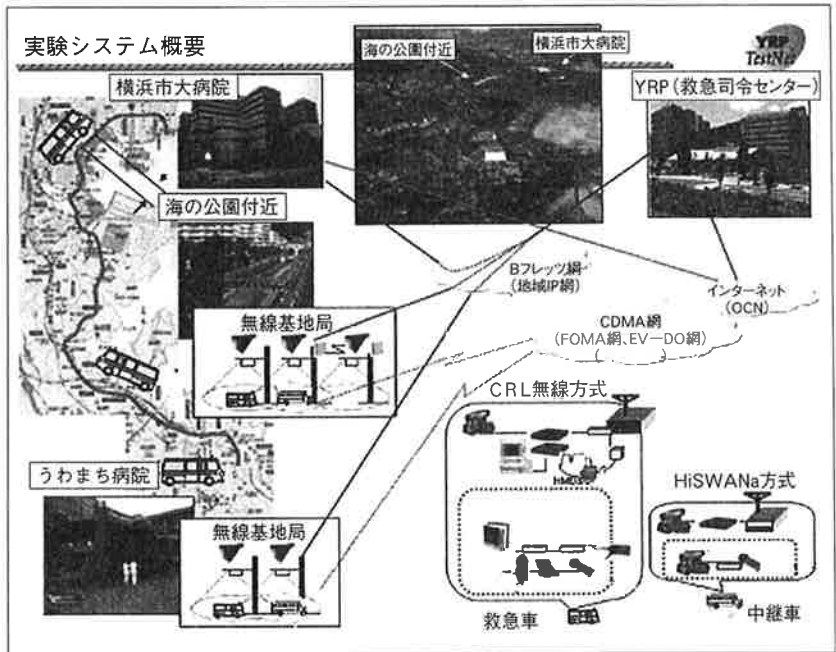 実験システム概要
YRP
TestNet
海の公園付近
横浜市大病院
横浜市大病院
YRP(救急司令センター)
海の公園付近
Bフレッツ網
(地域IP網)
インターネット
(OCN)
無線基地局
CDMA網
(FOMA網、EV-DO網)
CRL無線方式
うわまち病院
HiSWANa方式
無線基地局
救急車
中継車